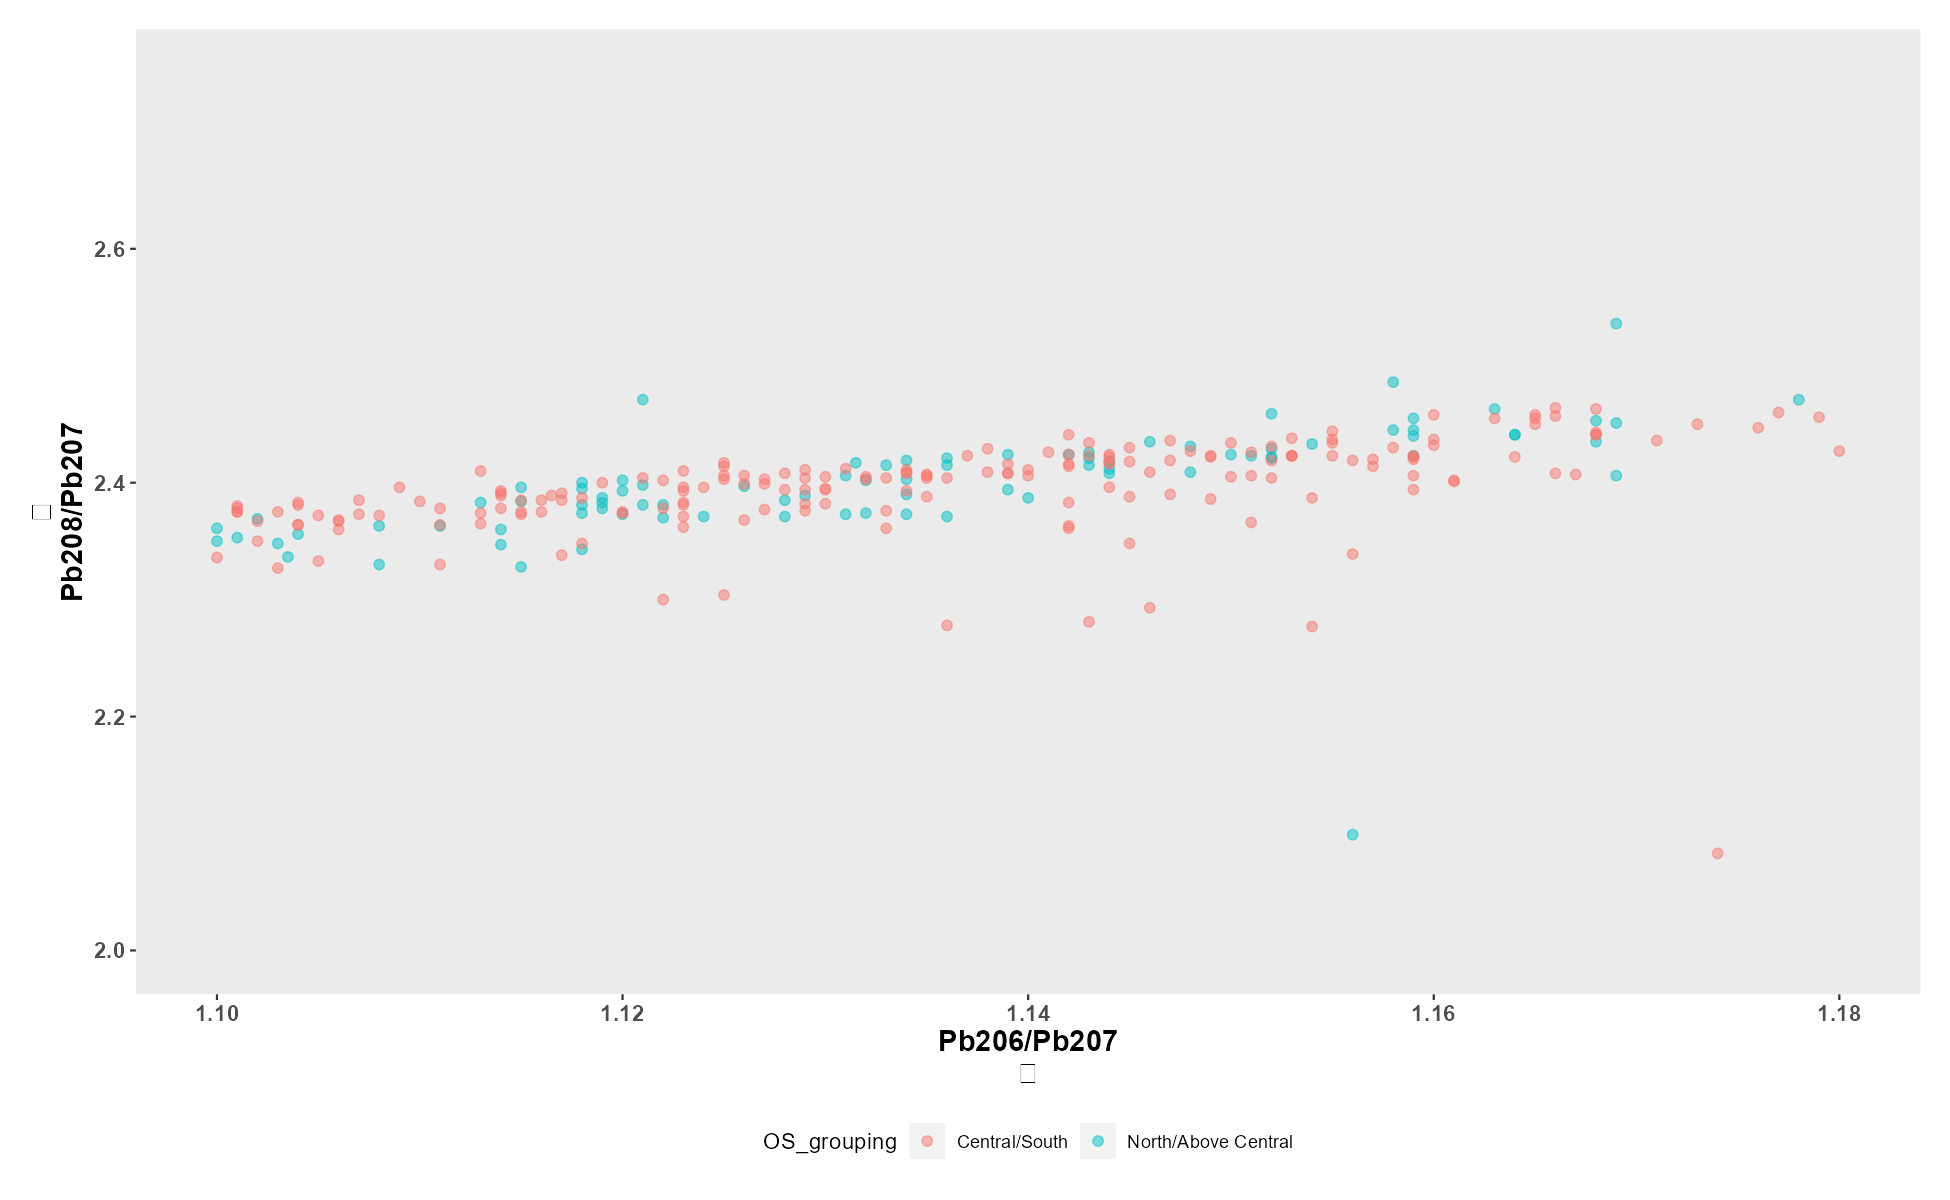 Pb208/Pb207
2.6
2.4
2.2
2.0
1.10 1.12 1.14 1.16 1.18
Pb206/Pb207
OS_grouping Central/South North/Above Central